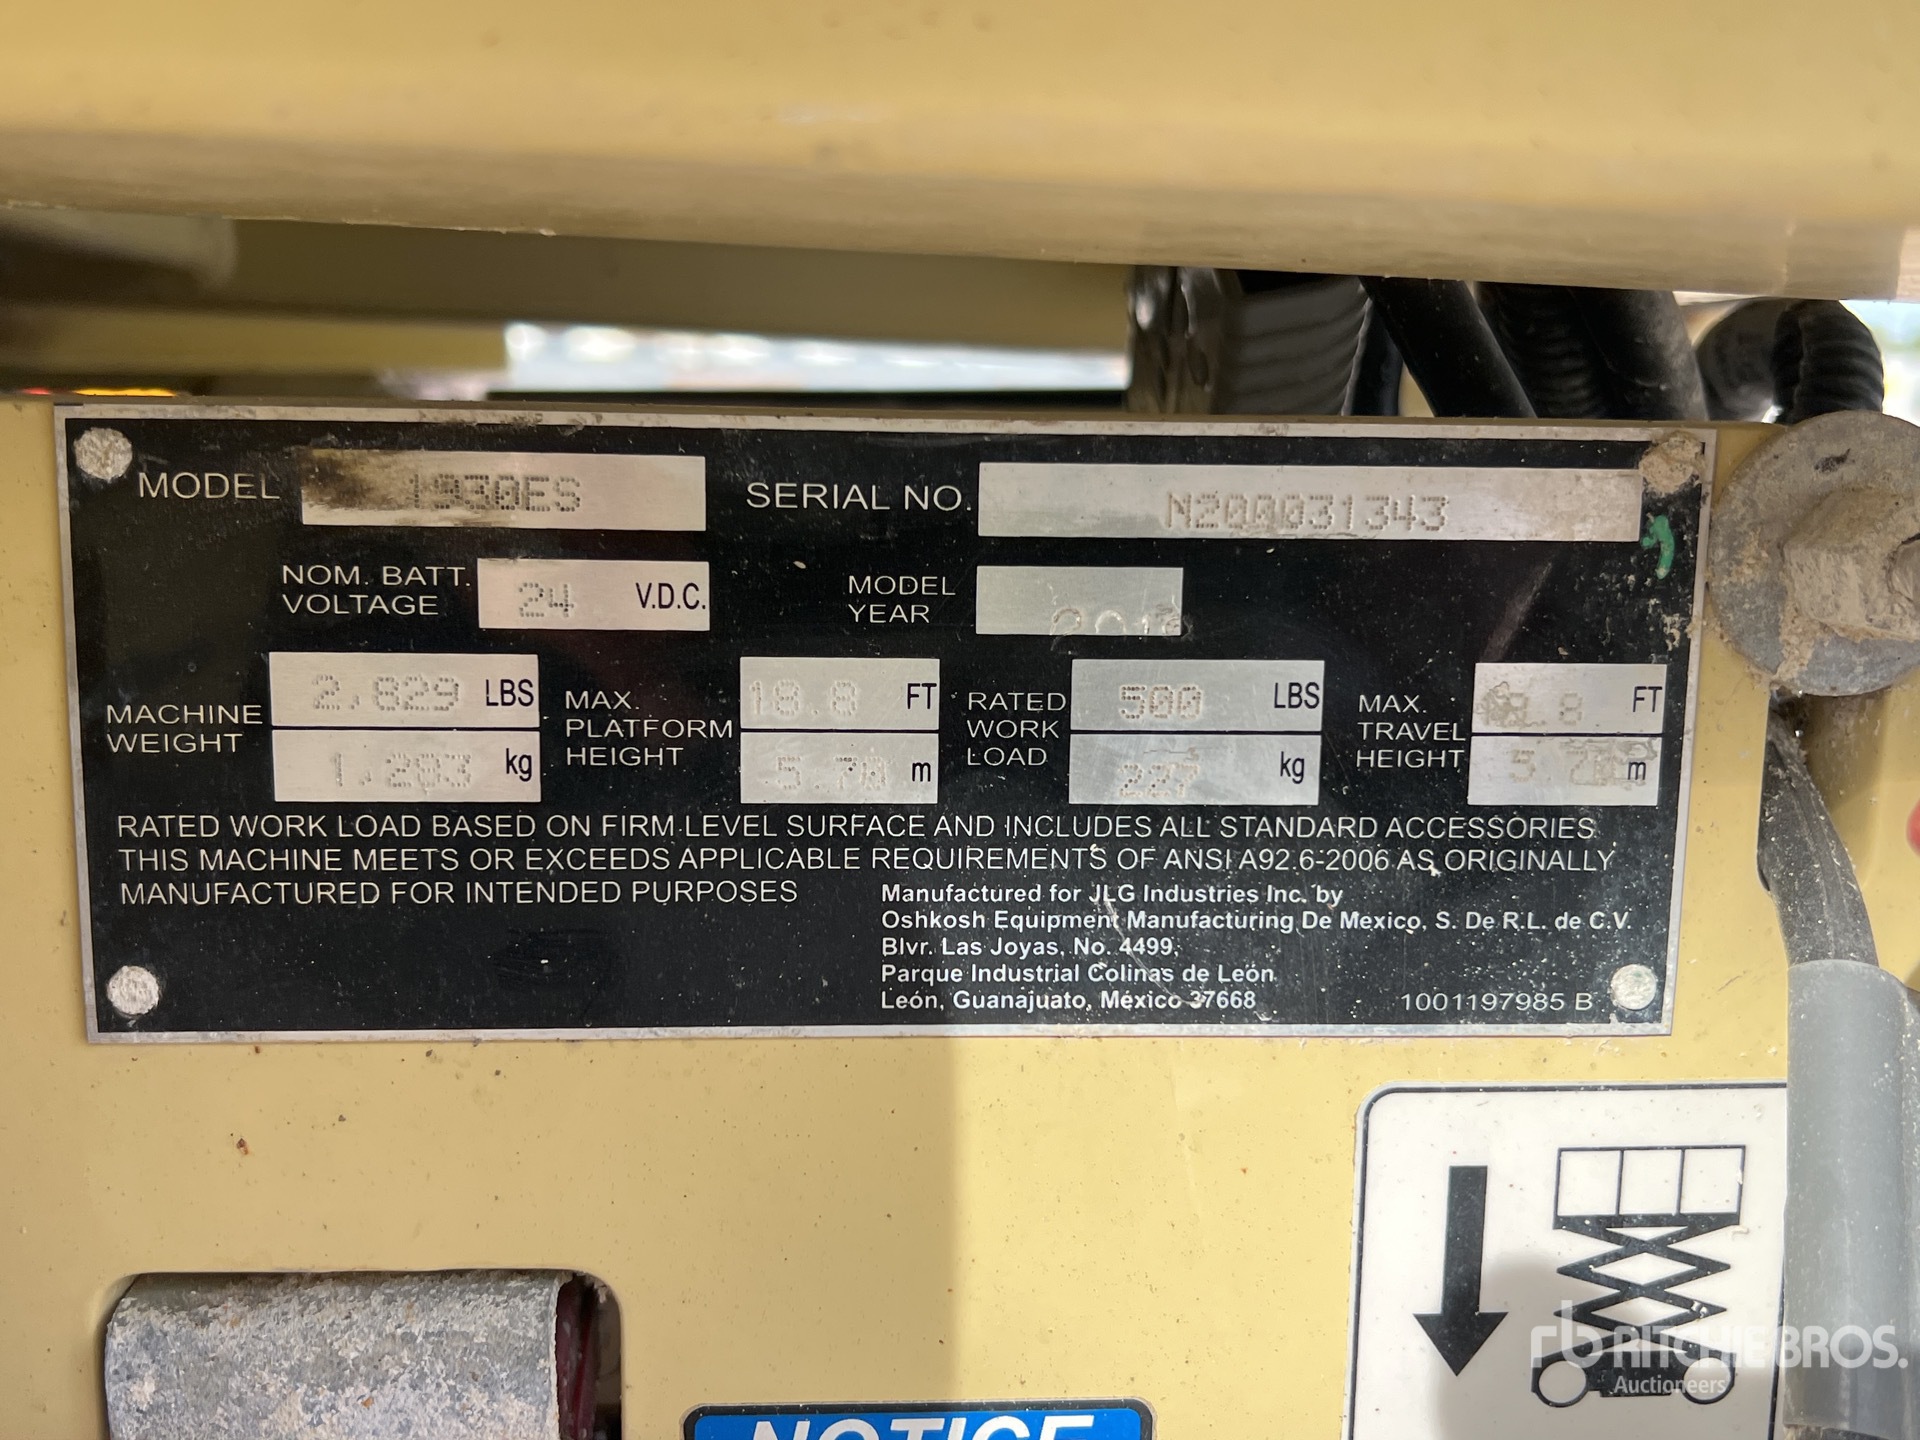 MODEL 1930ES SERIAL NO. N200031343
NOM. BATT. VOLTAGE 24 V.D.C. MODEL YEAR
MACHINE WEIGHT 2,829 LBS 1,283 kg
MAX. PLATFORM HEIGHT 18.8 FT 5.70 m
RATED WORK LOAD 500 LBS 227 kg
MAX. TRAVEL HEIGHT FT m
RATED WORK LOAD BASED ON FIRM LEVEL SURFACE AND INCLUDES ALL STANDARD ACCESSORIES
THIS MACHINE MEETS OR EXCEEDS APPLICABLE REQUIREMENTS OF ANSI A92.6-2006 AS ORIGINALLY
MANUFACTURED FOR INTENDED PURPOSES
Manufactured for JLG Industries Inc. by
Oshkosh Equipment Manufacturing De Mexico, S. De R.L. de C.V.
Blvr. Las Joyas, No. 4499,
Parque Industrial Colinas de León
León, Guanajuato, México 37668
1001197985 B
NOTICE
rb RITCHIE BROS.
Auctioneers